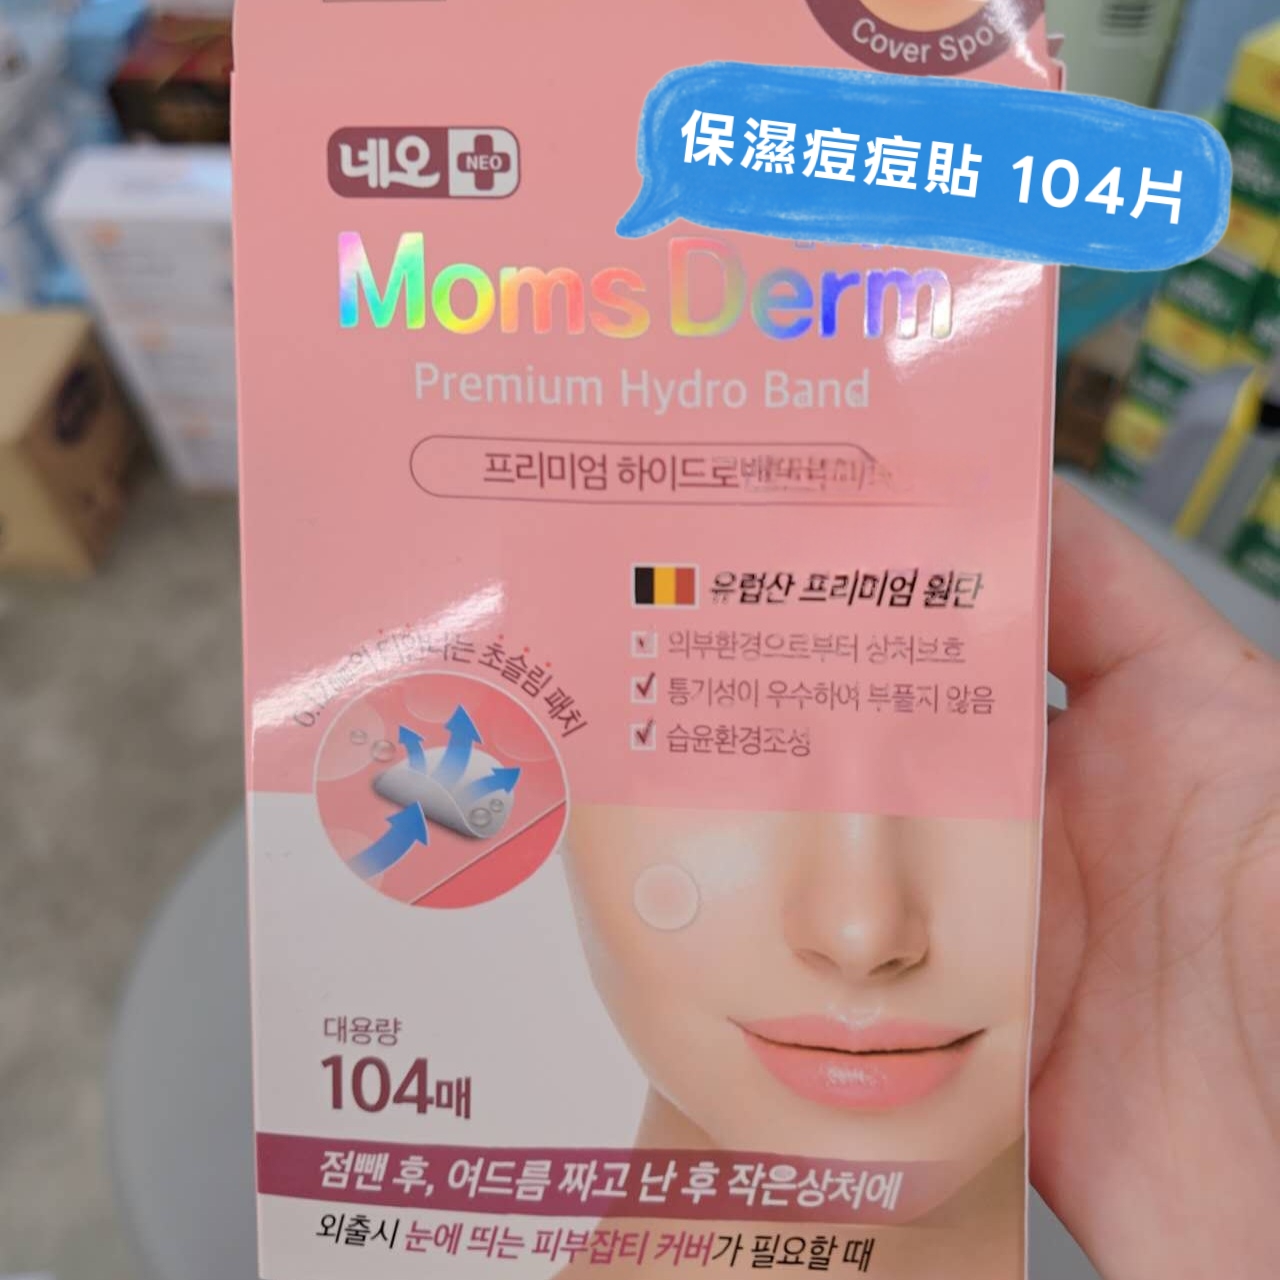 Cover Spot
保濕痘痘貼 104片
네오 NEO
Moms Derm
Premium Hydro Band
프리미엄 하이드로
유럽산 프리미엄 원단
의부환경으로부터 상처보호
통기성이 우수하여 부풀지 않음
습윤환경조성
초슬림 패치
대용량
104매
점뺀 후, 여드름 짜고 난 후 작은상처에
외출시 눈에 띄는 피부잡티 커버가 필요할 때